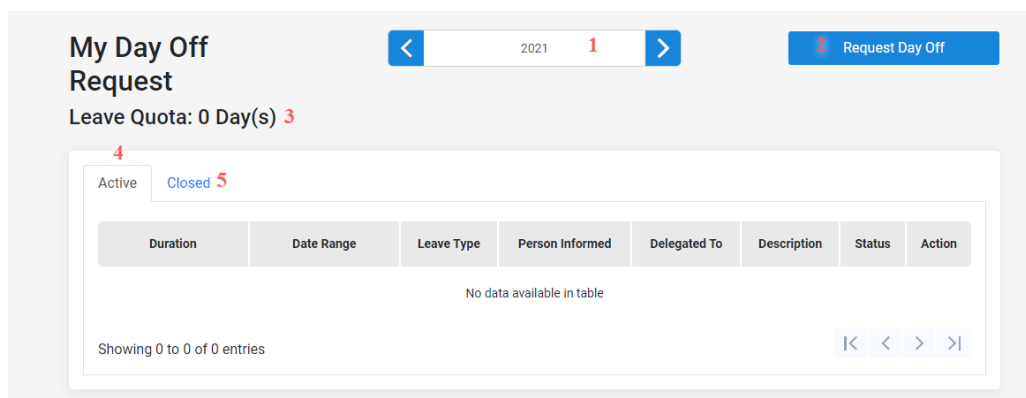 My Day Off
Request
2021 1
2 Request Day Off
Leave Quota: 0 Day(s) 3
4
Active Closed 5
Duration Date Range Leave Type Person Informed Delegated To Description Status Action
No data available in table
Showing 0 to 0 of 0 entries